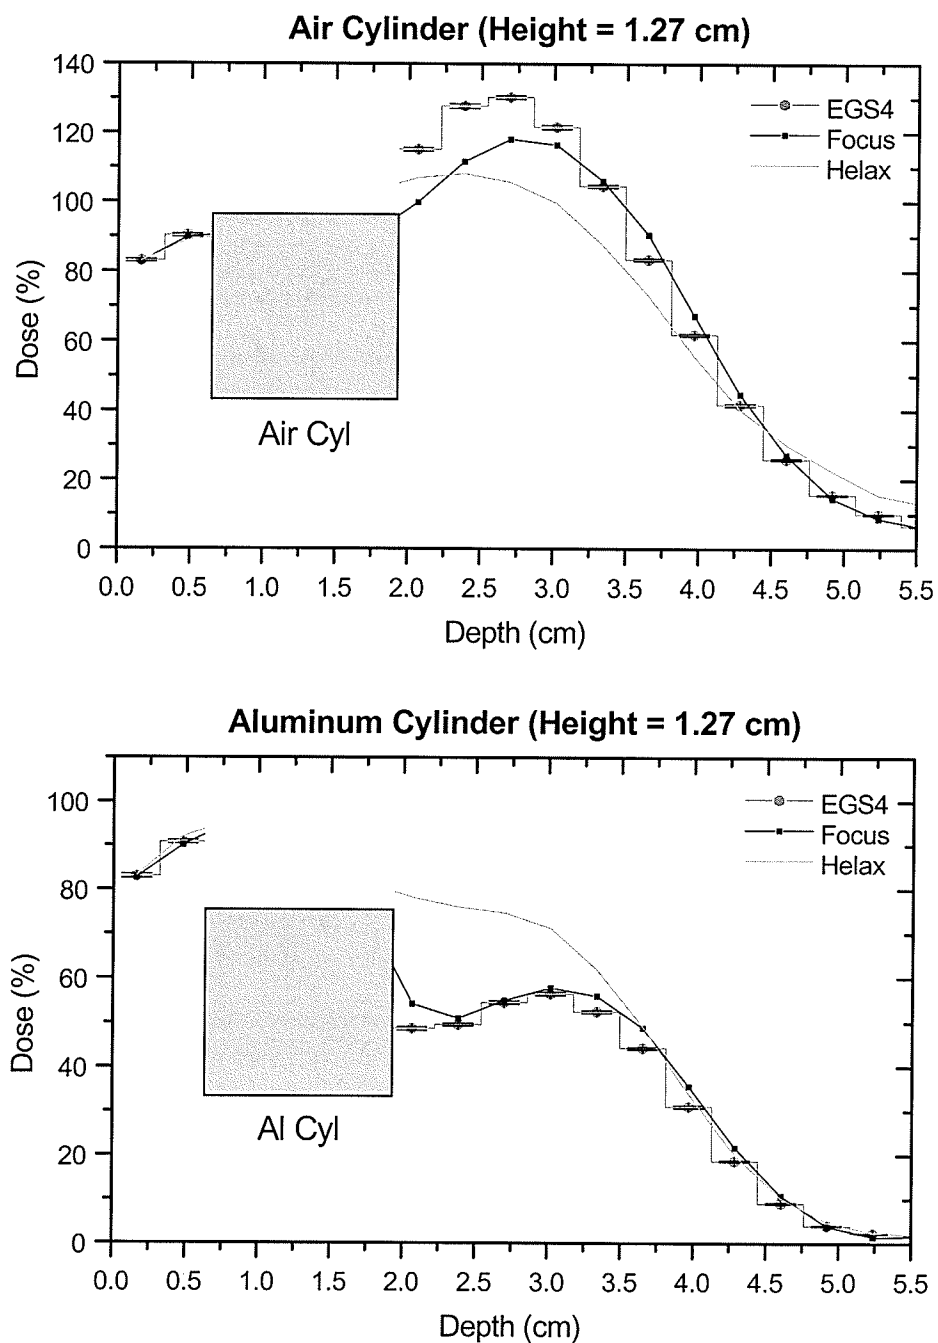 Air Cylinder (Height = 1.27 cm)
140
120
100
80
60
40
20
0
Dose (%)
EGS4
Focus
Helax
Air Cyl
0.0 0.5 1.0 1.5 2.0 2.5 3.0 3.5 4.0 4.5 5.0 5.5
Depth (cm)
Aluminum Cylinder (Height = 1.27 cm)
100
80
60
40
20
0
Dose (%)
EGS4
Focus
Helax
Al Cyl
0.0 0.5 1.0 1.5 2.0 2.5 3.0 3.5 4.0 4.5 5.0 5.5
Depth (cm)